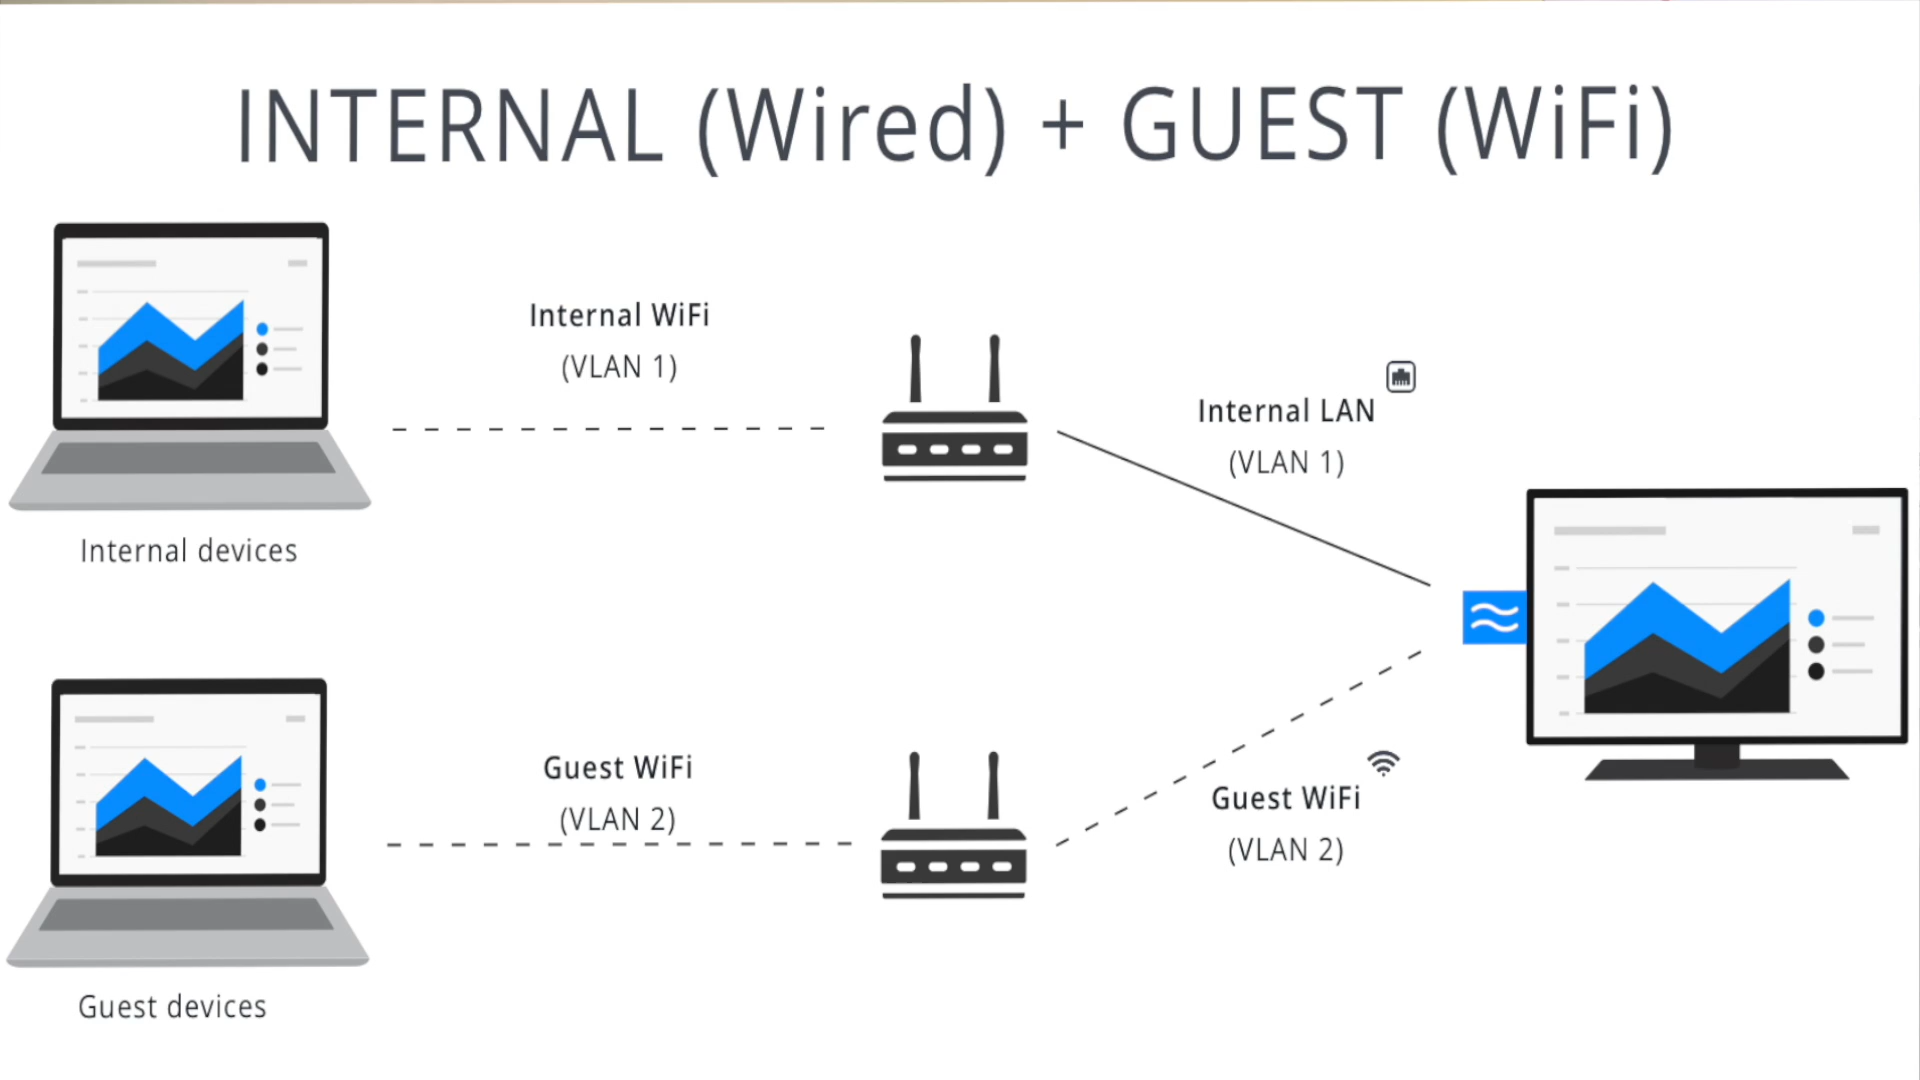 INTERNAL (Wired) + GUEST (WiFi)
Internal WiFi
(VLAN 1)
Internal LAN
(VLAN 1)
Internal devices
Guest WiFi
(VLAN 2)
Guest WiFi
(VLAN 2)
Guest devices